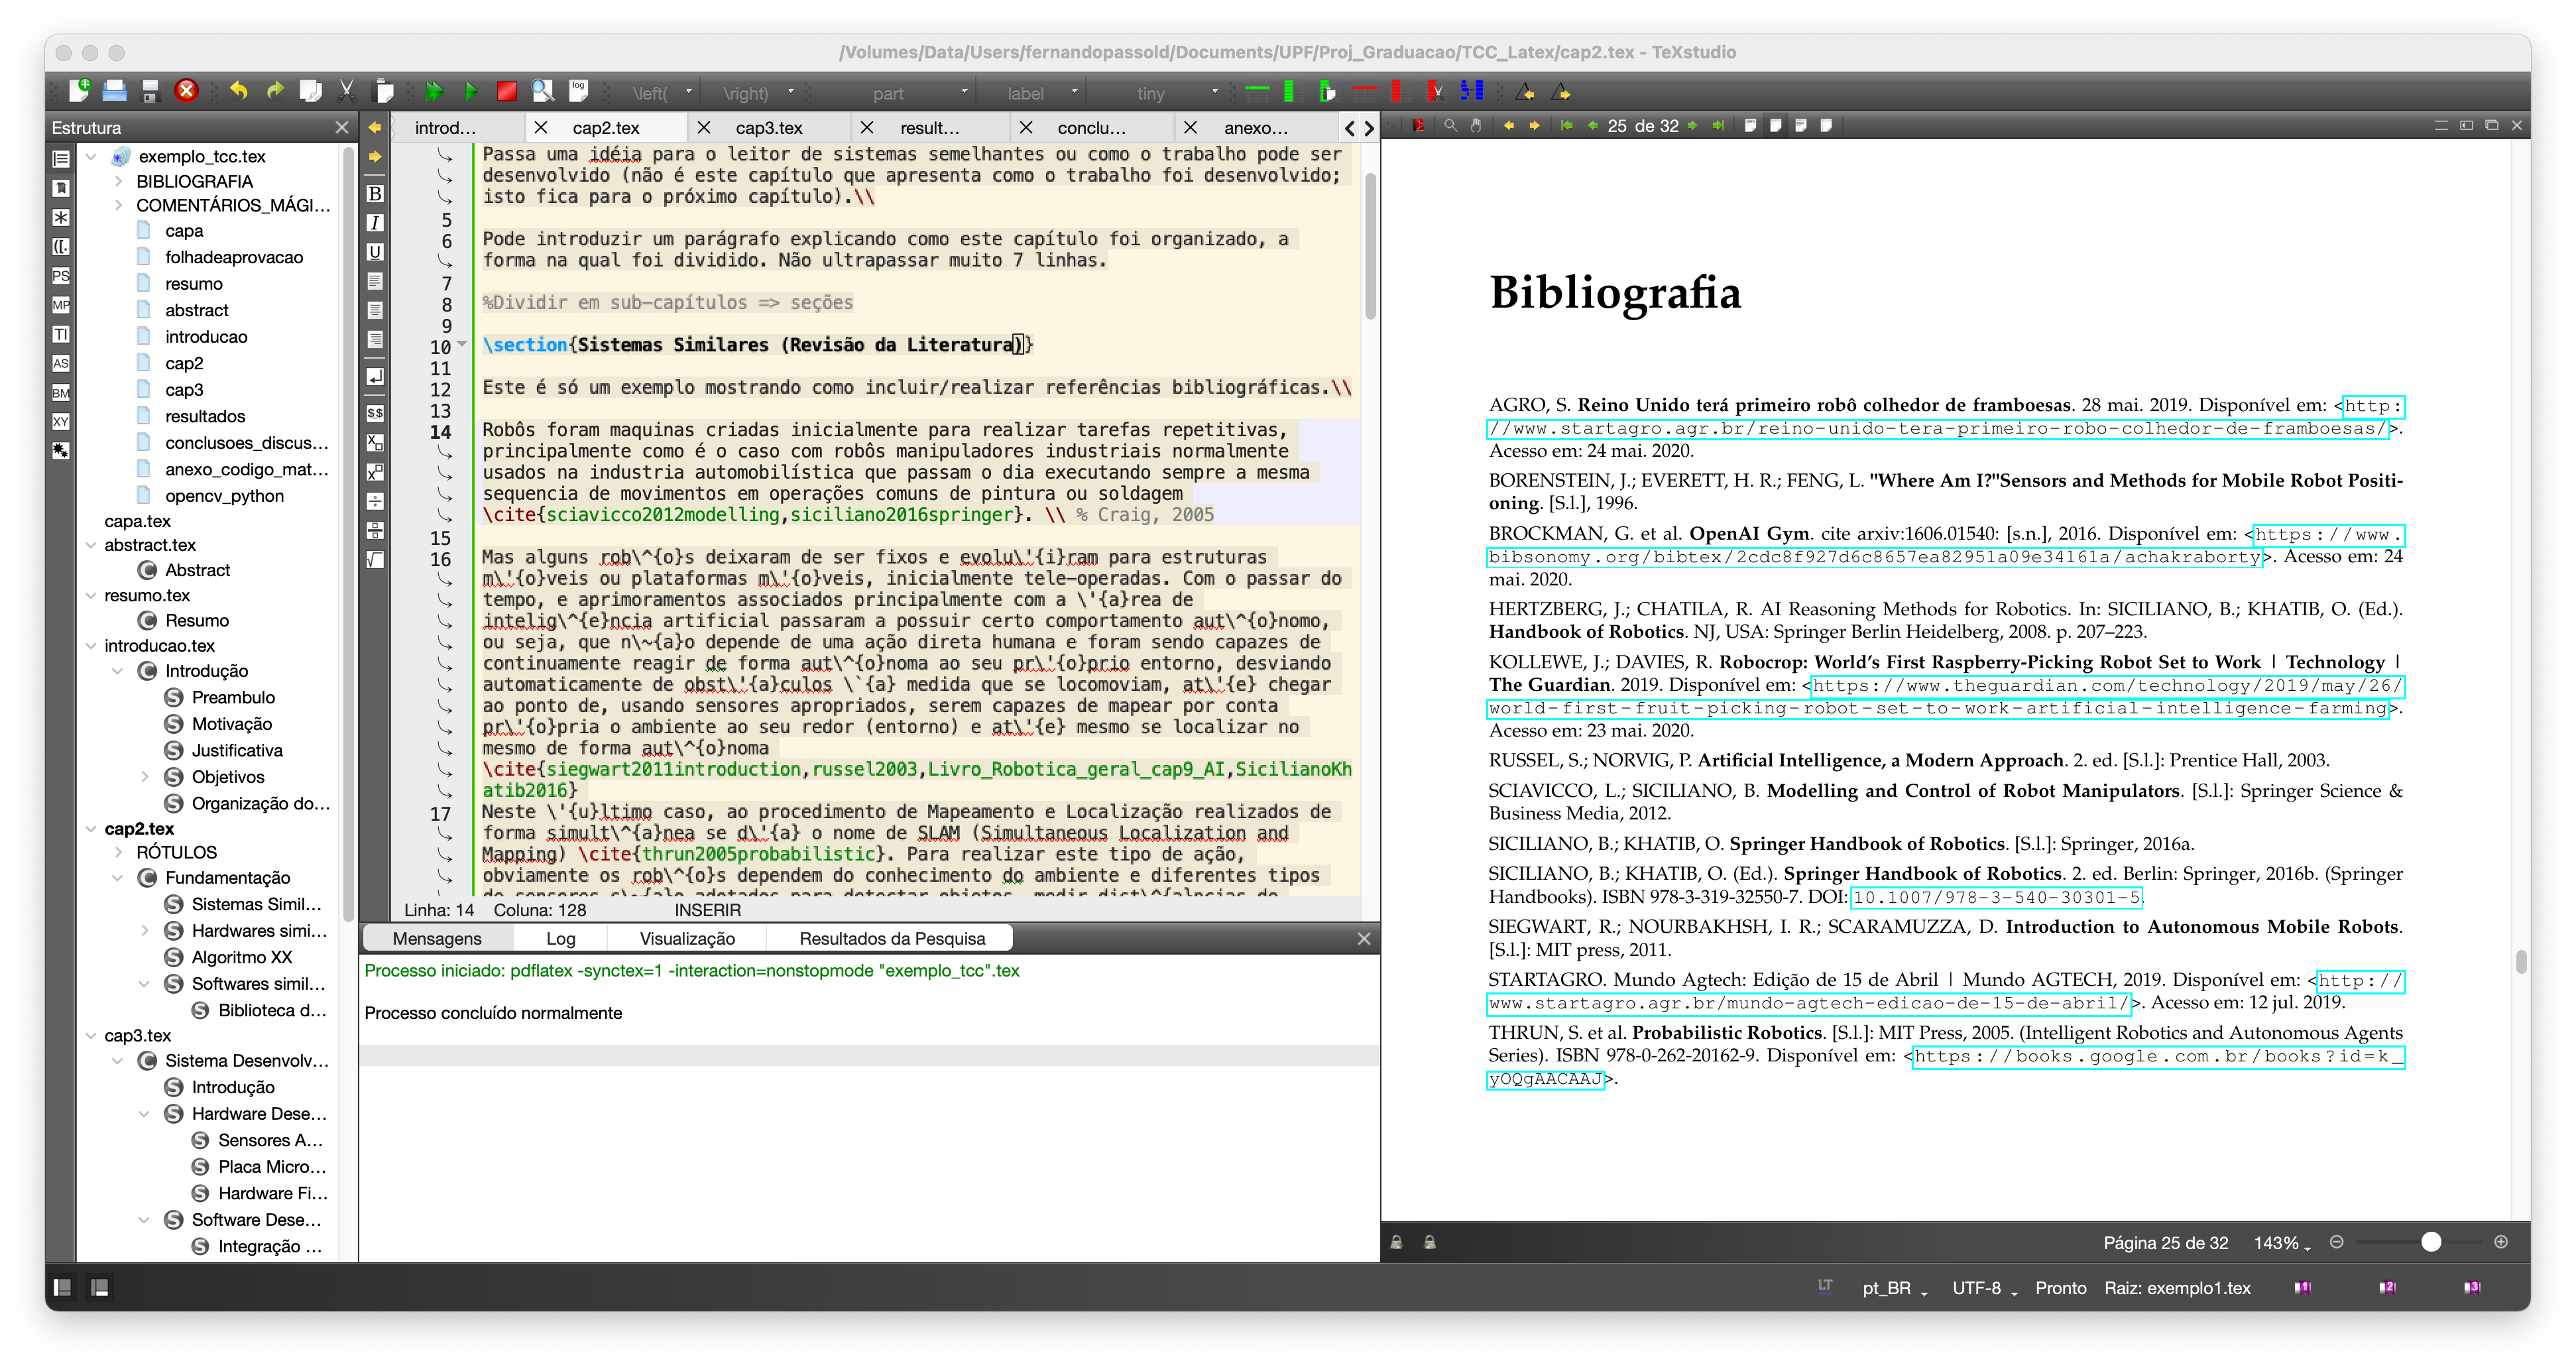 /Volumes/Data/Users/fernandopassold/Documents/UPF/Proj_Graduacao/TCC_Latex/cap2.tex - TeXstudio
log
\left(
\right)
part
label
tiny
Estrutura
exemplo_tcc.tex
BIBLIOGRAFIA
COMENTÁRIOS_MÁGI...
capa
folhadeaprovacao
resumo
abstract
introducao
cap2
cap3
resultados
conclusoes_discus...
anexo_codigo_mat...
opencv_python
capa.tex
abstract.tex
Abstract
resumo.tex
Resumo
introducao.tex
Introdução
Preambulo
Motivação
Justificativa
Objetivos
Organização do...
cap2.tex
RÓTULOS
Fundamentação
Sistemas Simil...
Hardwares simi...
Algoritmo XX
Softwares simil...
Biblioteca d...
cap3.tex
Sistema Desenvolv...
Introdução
Hardware Dese...
Sensores A...
Placa Micro...
Hardware Fi...
Software Dese...
Integração ...
PS
MP
TI
AS
BM
XY
B
I
U
$$
introd...
cap2.tex
cap3.tex
result...
conclu...
anexo...
Passa uma idéia para o leitor de sistemas semelhantes ou como o trabalho pode ser
desenvolvido (não é este capítulo que apresenta como o trabalho foi desenvolvido;
isto fica para o próximo capítulo).\\
5
6 Pode introduzir um parágrafo explicando como este capítulo foi organizado, a
forma na qual foi dividido. Não ultrapassar muito 7 linhas.
7
8 %Dividir em sub-capítulos => seções
9
10 \section{Sistemas Similares (Revisão da Literatura)}
11
12 Este é só um exemplo mostrando como incluir/realizar referências bibliográficas.\\
13
14 Robôs foram maquinas criadas inicialmente para realizar tarefas repetitivas,
principalmente como é o caso com robôs manipuladores industriais normalmente
usados na industria automobilística que passam o dia executando sempre a mesma
sequencia de movimentos em operações comuns de pintura ou soldagem
\cite{sciavicco2012modelling,siciliano2016springer}. \\ % Craig, 2005
15
16 Mas alguns rob\^{o}s deixaram de ser fixos e evolu\'{i}ram para estruturas
m\'{o}veis ou plataformas m\'{o}veis, inicialmente tele-operadas. Com o passar do
tempo, e aprimoramentos associados principalmente com a \'{a}rea de
intelig\^{e}ncia artificial passaram a possuir certo comportamento aut\^{o}nomo,
ou seja, que n\~{a}o depende de uma ação direta humana e foram sendo capazes de
continuamente reagir de forma aut\^{o}noma ao seu pr\'{o}prio entorno, desviando
automaticamente de obst\'{a}culos \`{a} medida que se locomoviam, at\'{e} chegar
ao ponto de, usando sensores apropriados, serem capazes de mapear por conta
pr\'{o}pria o ambiente ao seu redor (entorno) e at\'{e} mesmo se localizar no
mesmo de forma aut\^{o}noma
\cite{siegwart2011introduction,russel2003,Livro_Robotica_geral_cap9_AI,SicilianoKh
atib2016}
17 Neste \'{u}ltimo caso, ao procedimento de Mapeamento e Localização realizados de
forma simult\^{a}nea se d\'{a} o nome de SLAM (Simultaneous Localization and
Mapping) \cite{thrun2005probabilistic}. Para realizar este tipo de ação,
obviamente os rob\^{o}s dependem do conhecimento do ambiente e diferentes tipos
de sensores s\~{a}o adotados para detectar objetos, medir dist\^{a}ncias de
Linha: 14 Coluna: 128 INSERIR
Mensagens
Log
Visualização
Resultados da Pesquisa
Processo iniciado: pdflatex -synctex=1 -interaction=nonstopmode "exemplo_tcc".tex
Processo concluído normalmente
25 de 32
Bibliografia
AGRO, S. Reino Unido terá primeiro robô colhedor de framboesas. 28 mai. 2019. Disponível em: <http:
//www.startagro.agr.br/reino-unido-tera-primeiro-robo-colhedor-de-framboesas/>.
Acesso em: 24 mai. 2020.
BORENSTEIN, J.; EVERETT, H. R.; FENG, L. "Where Am I?"Sensors and Methods for Mobile Robot Positi-
oning. [S.l.], 1996.
BROCKMAN, G. et al. OpenAI Gym. cite arxiv:1606.01540: [s.n.], 2016. Disponível em: <https://www.
bibsonomy.org/bibtex/2cdc8f927d6c8657ea82951a09e34161a/achakraborty>. Acesso em: 24
mai. 2020.
HERTZBERG, J.; CHATILA, R. AI Reasoning Methods for Robotics. In: SICILIANO, B.; KHATIB, O. (Ed.).
Handbook of Robotics. NJ, USA: Springer Berlin Heidelberg, 2008. p. 207–223.
KOLLEWE, J.; DAVIES, R. Robocrop: World's First Raspberry-Picking Robot Set to Work | Technology |
The Guardian. 2019. Disponível em: <https://www.theguardian.com/technology/2019/may/26/
world-first-fruit-picking-robot-set-to-work-artificial-intelligence-farming>.
Acesso em: 23 mai. 2020.
RUSSEL, S.; NORVIG, P. Artificial Intelligence, a Modern Approach. 2. ed. [S.l.]: Prentice Hall, 2003.
SCIAVICCO, L.; SICILIANO, B. Modelling and Control of Robot Manipulators. [S.l.]: Springer Science &
Business Media, 2012.
SICILIANO, B.; KHATIB, O. Springer Handbook of Robotics. [S.l.]: Springer, 2016a.
SICILIANO, B.; KHATIB, O. (Ed.). Springer Handbook of Robotics. 2. ed. Berlin: Springer, 2016b. (Springer
Handbooks). ISBN 978-3-319-32550-7. DOI: 10.1007/978-3-540-30301-5.
SIEGWART, R.; NOURBAKHSH, I. R.; SCARAMUZZA, D. Introduction to Autonomous Mobile Robots.
[S.l.]: MIT press, 2011.
STARTAGRO. Mundo Agtech: Edição de 15 de Abril | Mundo AGTECH, 2019. Disponível em: <http://
www.startagro.agr.br/mundo-agtech-edicao-de-15-de-abril/>. Acesso em: 12 jul. 2019.
THRUN, S. et al. Probabilistic Robotics. [S.l.]: MIT Press, 2005. (Intelligent Robotics and Autonomous Agents
Series). ISBN 978-0-262-20162-9. Disponível em: <https://books.google.com.br/books?id=k_
yOQgAACAAJ>.
Página 25 de 32 143%
LT pt_BR UTF-8 Pronto Raiz: exemplo1.tex 1 2 3